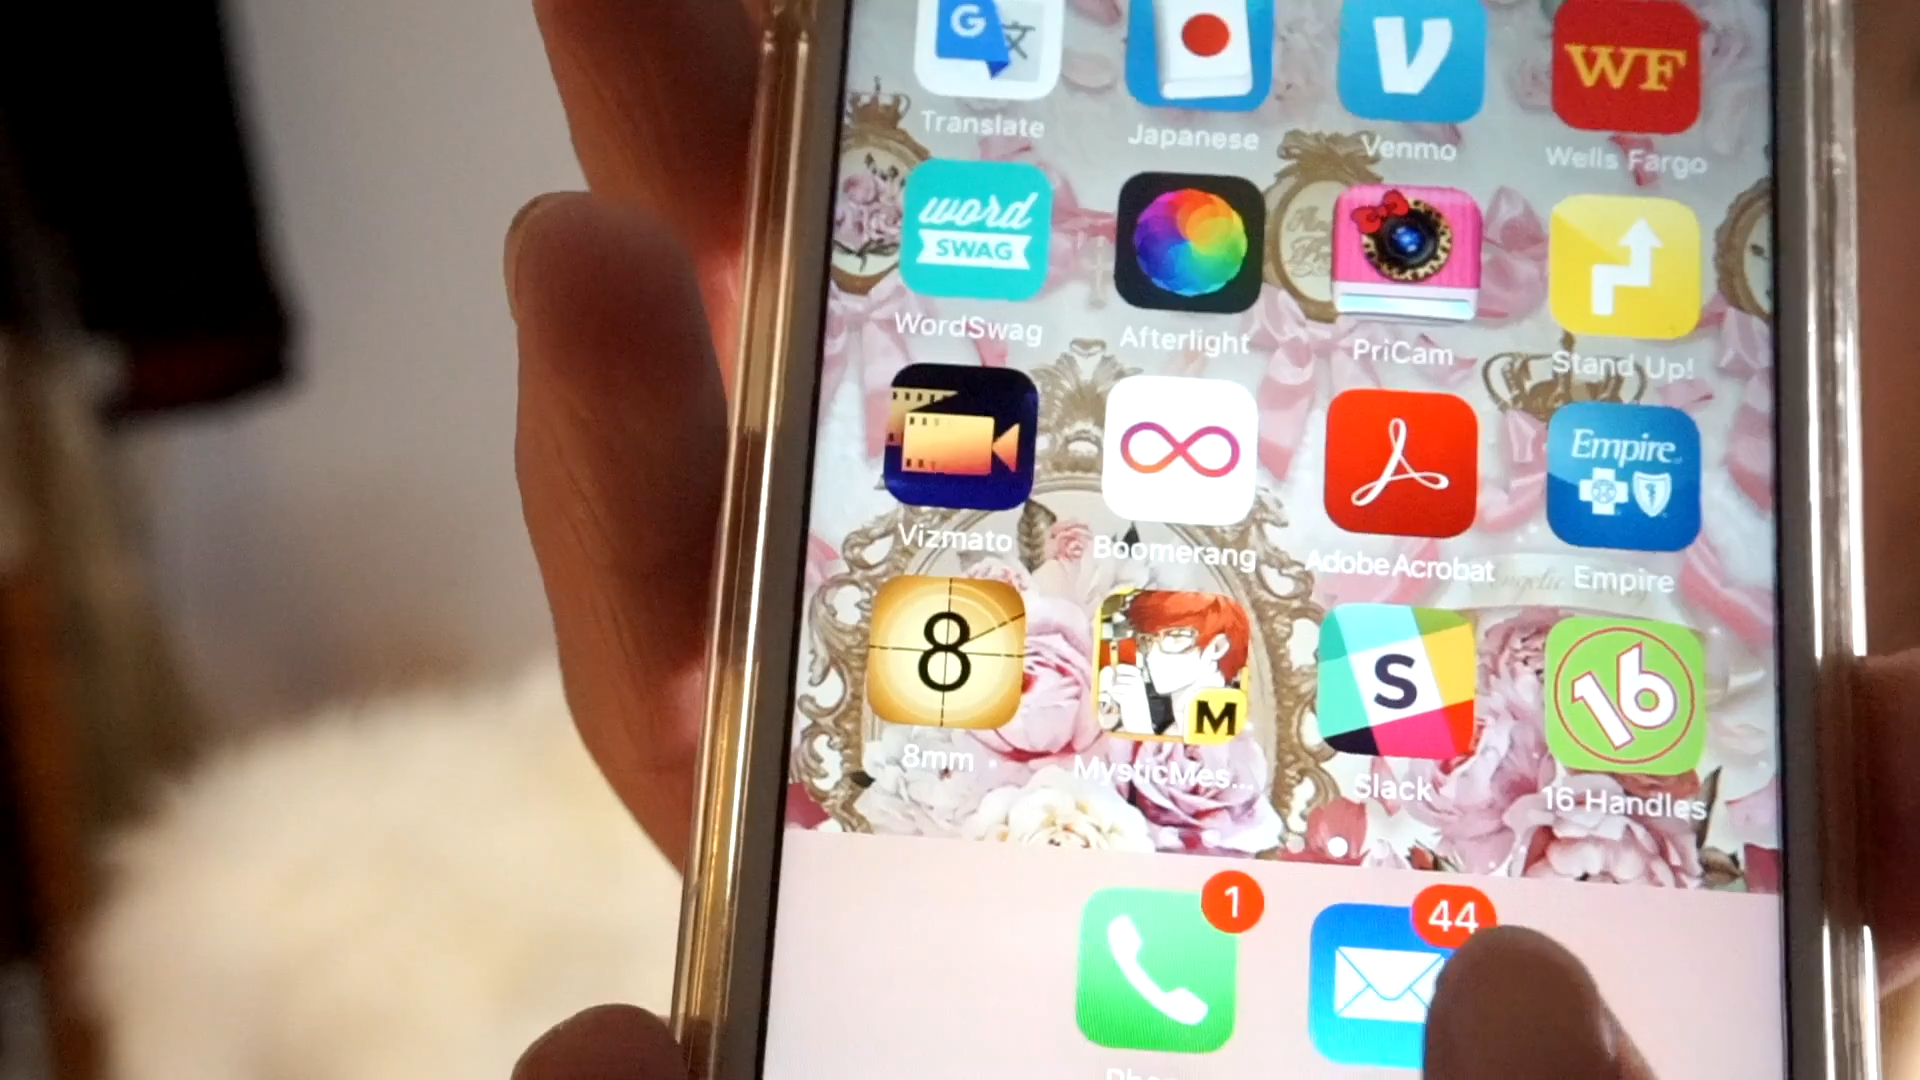 G 文
WF
Translate Japanese Venmo Wells Fargo
word
SWAG
WordSwag Afterlight PriCam Stand Up!
Empire
Vizmato Boomerang Adobe Acrobat Empire
8 M S 16
8mm MysticMes... Slack 16 Handles
1 44